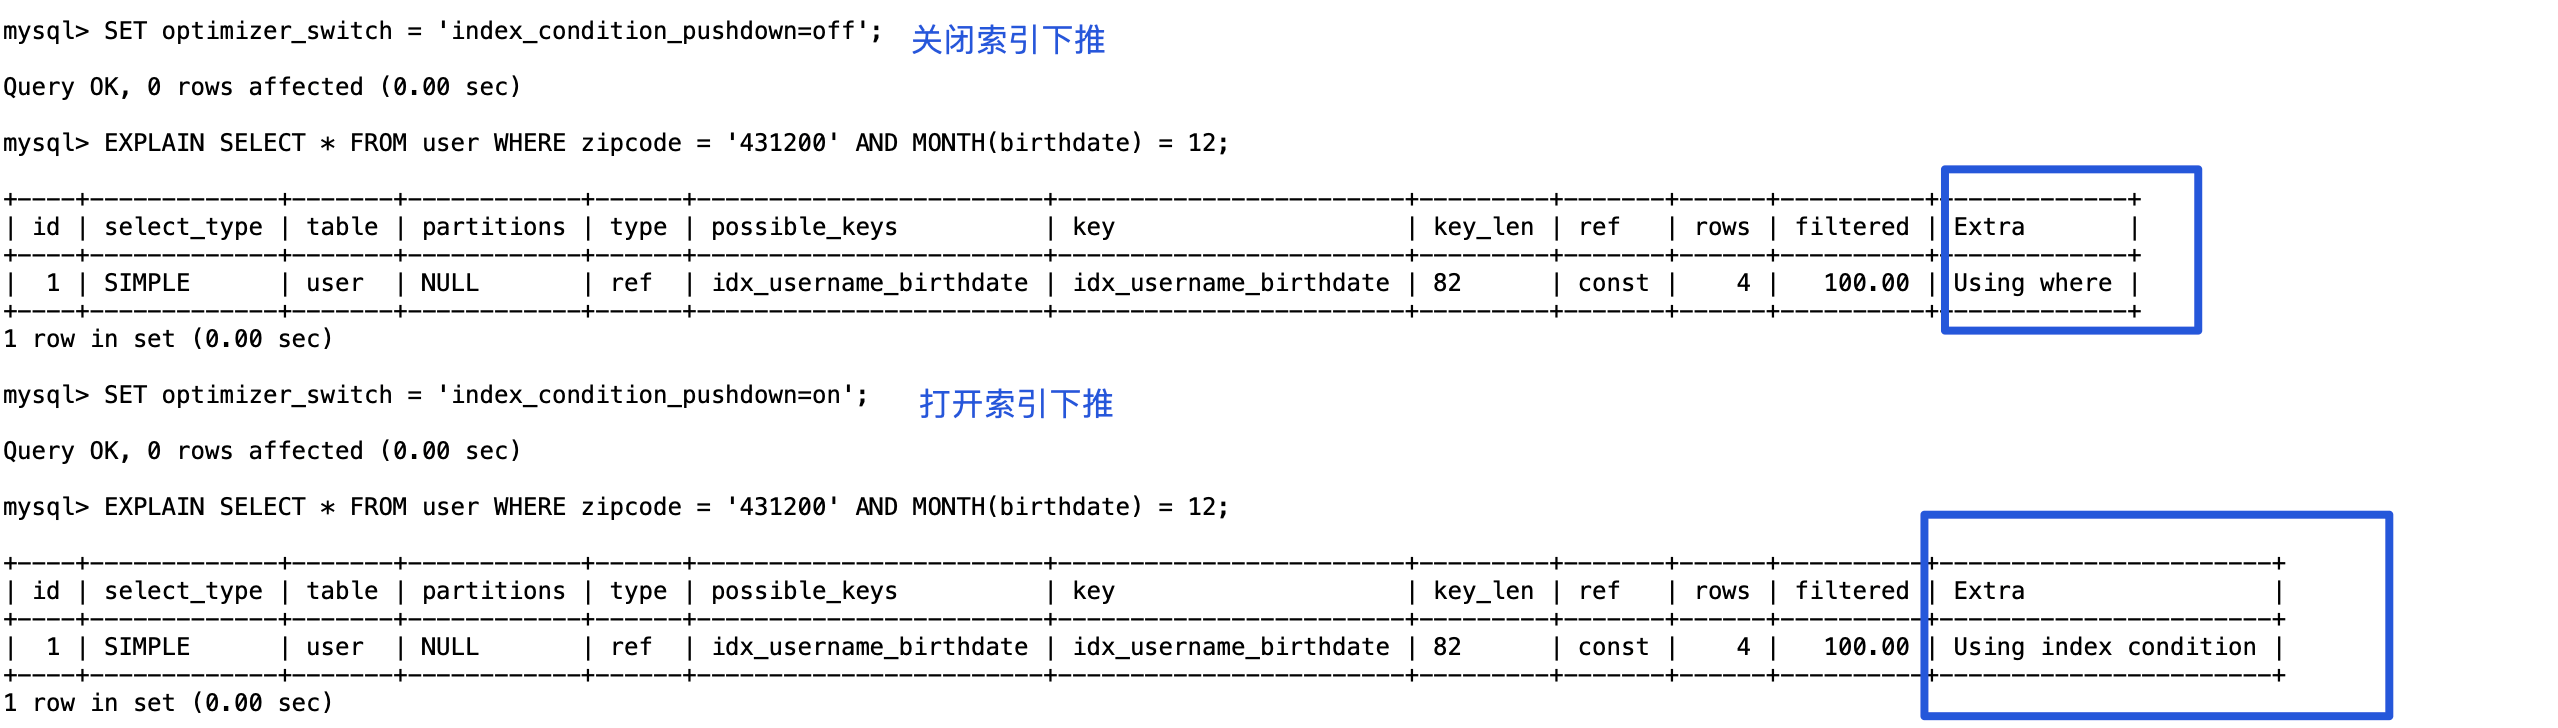 mysql> SET optimizer_switch = 'index_condition_pushdown=off'; 关闭索引下推
Query OK, 0 rows affected (0.00 sec)
mysql> EXPLAIN SELECT * FROM user WHERE zipcode = '431200' AND MONTH(birthdate) = 12;
+----+-------------+-------+------------+------+------------------------+------------------------+---------+-------+------+----------+-------------+
| id | select_type | table | partitions | type | possible_keys          | key                    | key_len | ref   | rows | filtered | Extra       |
+----+-------------+-------+------------+------+------------------------+------------------------+---------+-------+------+----------+-------------+
|  1 | SIMPLE      | user  | NULL       | ref  | idx_username_birthdate | idx_username_birthdate | 82      | const |    4 |   100.00 | Using where |
+----+-------------+-------+------------+------+------------------------+------------------------+---------+-------+------+----------+-------------+
1 row in set (0.00 sec)
mysql> SET optimizer_switch = 'index_condition_pushdown=on'; 打开索引下推
Query OK, 0 rows affected (0.00 sec)
mysql> EXPLAIN SELECT * FROM user WHERE zipcode = '431200' AND MONTH(birthdate) = 12;
+----+-------------+-------+------------+------+------------------------+------------------------+---------+-------+------+----------+-----------------------+
| id | select_type | table | partitions | type | possible_keys          | key                    | key_len | ref   | rows | filtered | Extra                 |
+----+-------------+-------+------------+------+------------------------+------------------------+---------+-------+------+----------+-----------------------+
|  1 | SIMPLE      | user  | NULL       | ref  | idx_username_birthdate | idx_username_birthdate | 82      | const |    4 |   100.00 | Using index condition |
+----+-------------+-------+------------+------+------------------------+------------------------+---------+-------+------+----------+-----------------------+
1 row in set (0.00 sec)